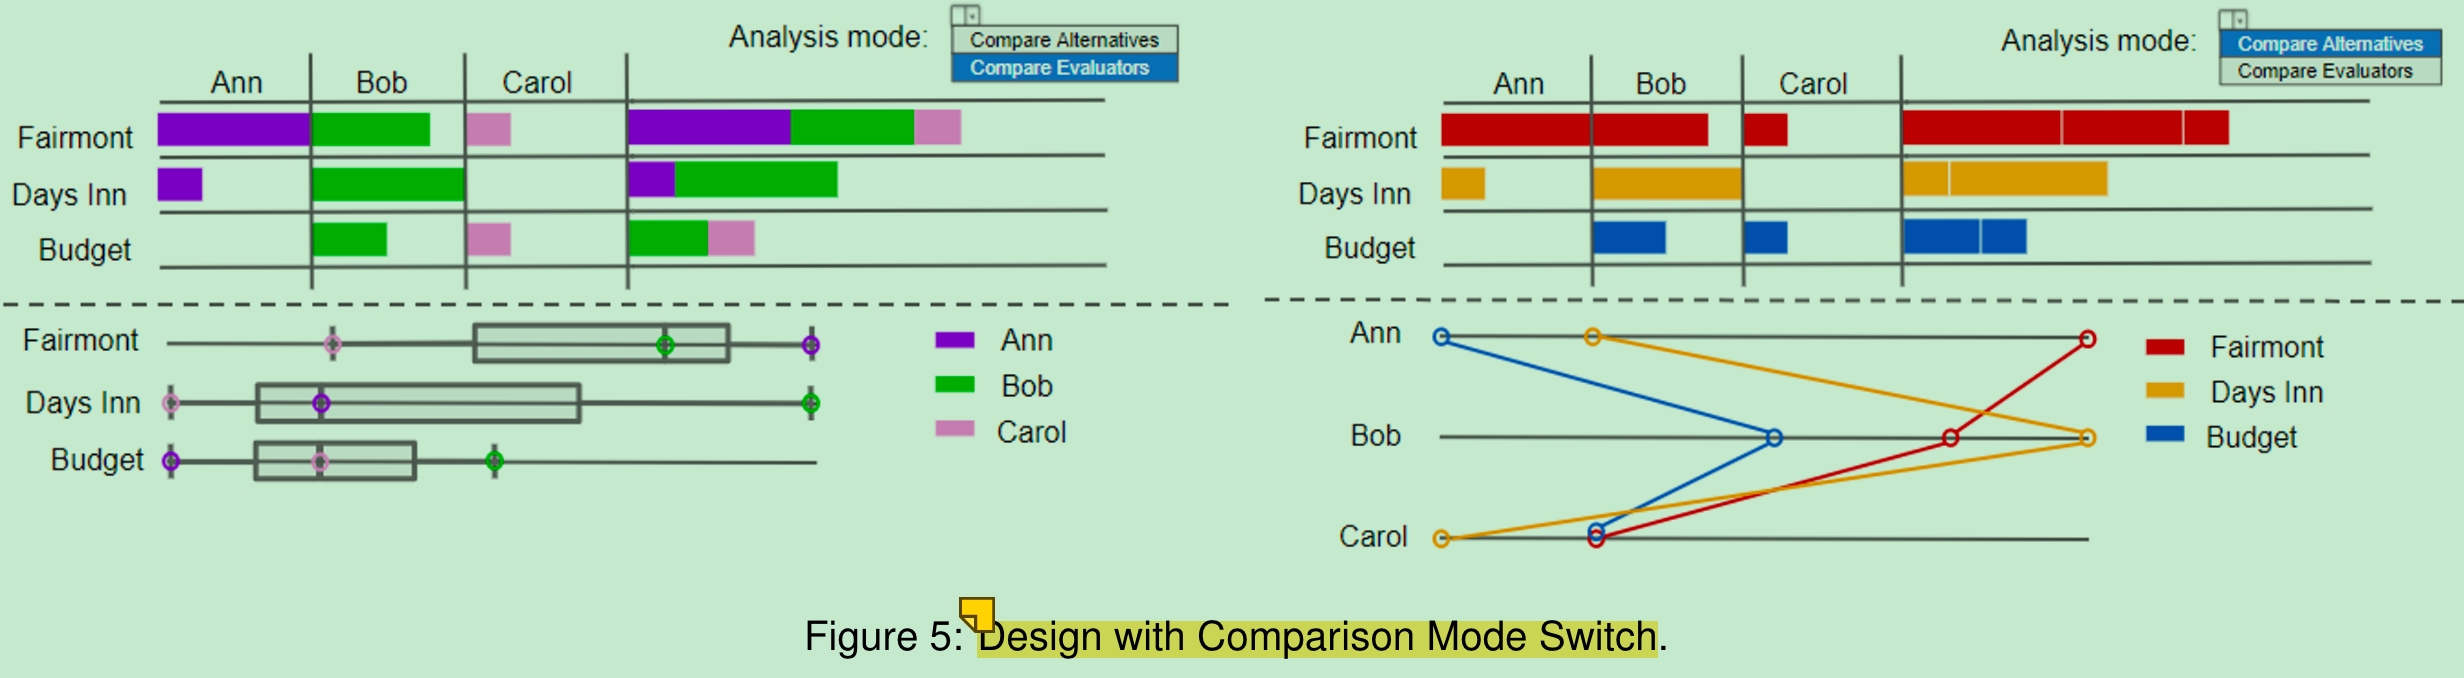 Analysis mode:
Compare Alternatives
Compare Evaluators
Ann Bob Carol
Fairmont
Days Inn
Budget
Fairmont
Days Inn
Budget
Ann
Bob
Carol
Analysis mode:
Compare Alternatives
Compare Evaluators
Ann Bob Carol
Fairmont
Days Inn
Budget
Ann
Bob
Carol
Fairmont
Days Inn
Budget
Figure 5: Design with Comparison Mode Switch.